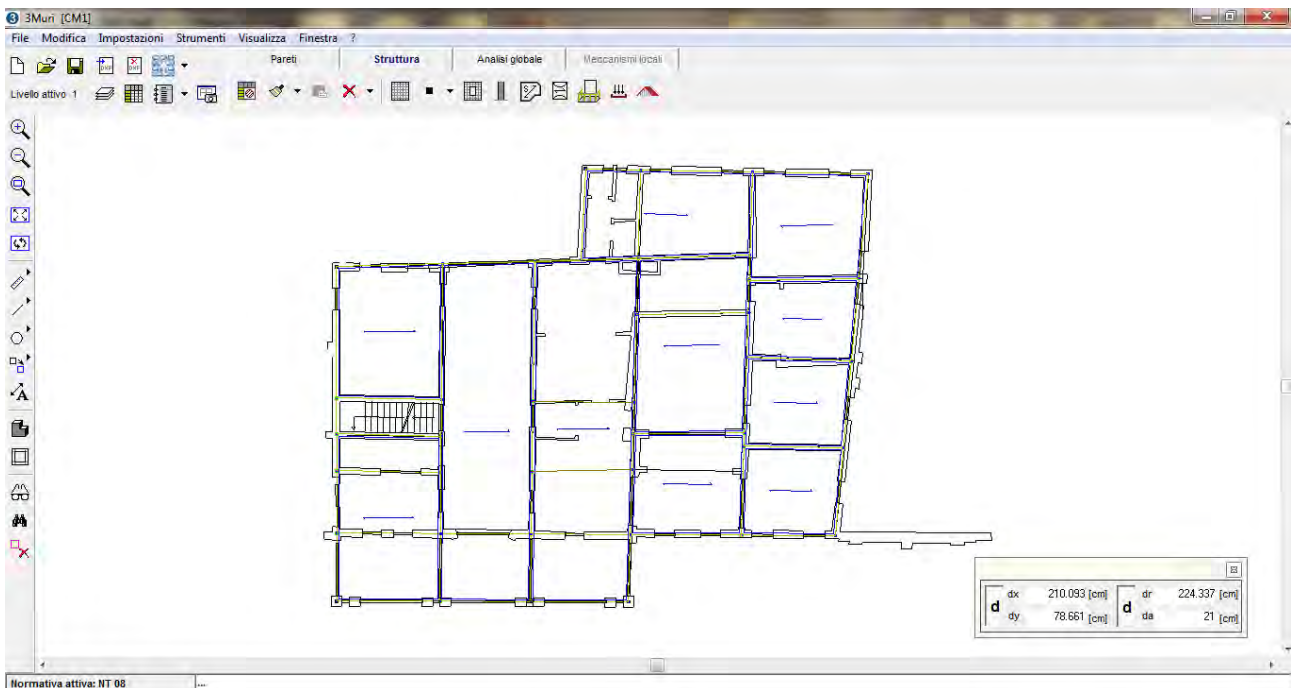 3Muri [CM1]
File Modifica Impostazioni Strumenti Visualizza Finestra ?
Pareti Struttura Analisi globale Meccanismi locali
Livello attivo 1
d dx 210.093 [cm] d dr 224.337 [cm]
dy 78.661 [cm] da 21 [cm]
Normativa attiva: NT 08 ...